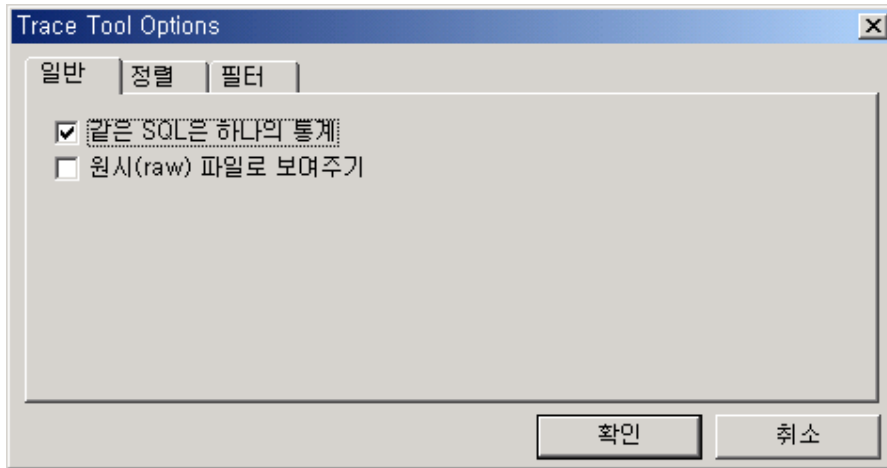 Trace Tool Options
일반 정렬 필터
같은 SQL은 하나의 통계
원시(raw) 파일로 보여주기
확인 취소